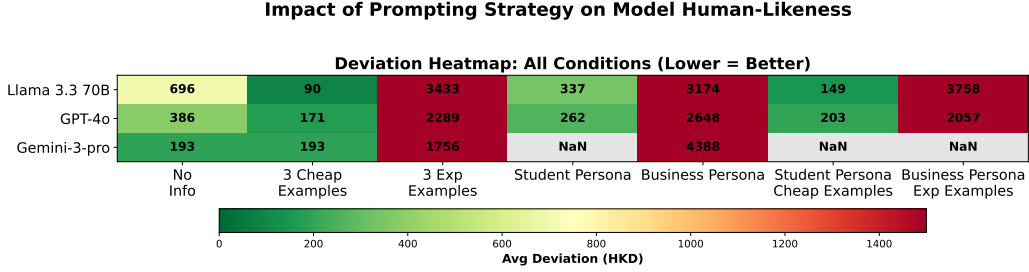 Impact of Prompting Strategy on Model Human-Likeness
Deviation Heatmap: All Conditions (Lower = Better)
Llama 3.3 70B 696 90 3433 337 3174 149 3758
GPT-4o 386 171 2289 262 2648 203 2057
Gemini-3-pro 193 193 1756 NaN 4388 NaN NaN
No 3 Cheap 3 Exp Student Persona Business Persona Student Persona Business Persona
Info Examples Examples Cheap Examples Exp Examples
0 200 400 600 800 1000 1200 1400
Avg Deviation (HKD)